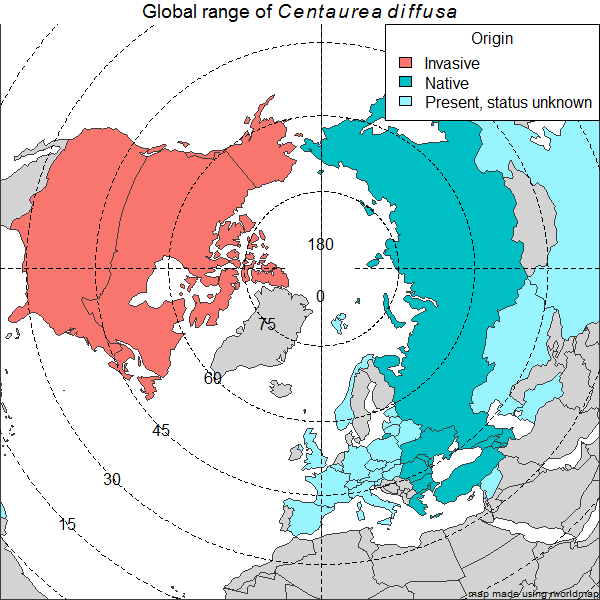 Global range of Centaurea diffusa
Origin
Invasive
Native
Present, status unknown
180
0
75
60
45
30
15
map made using rworldmap